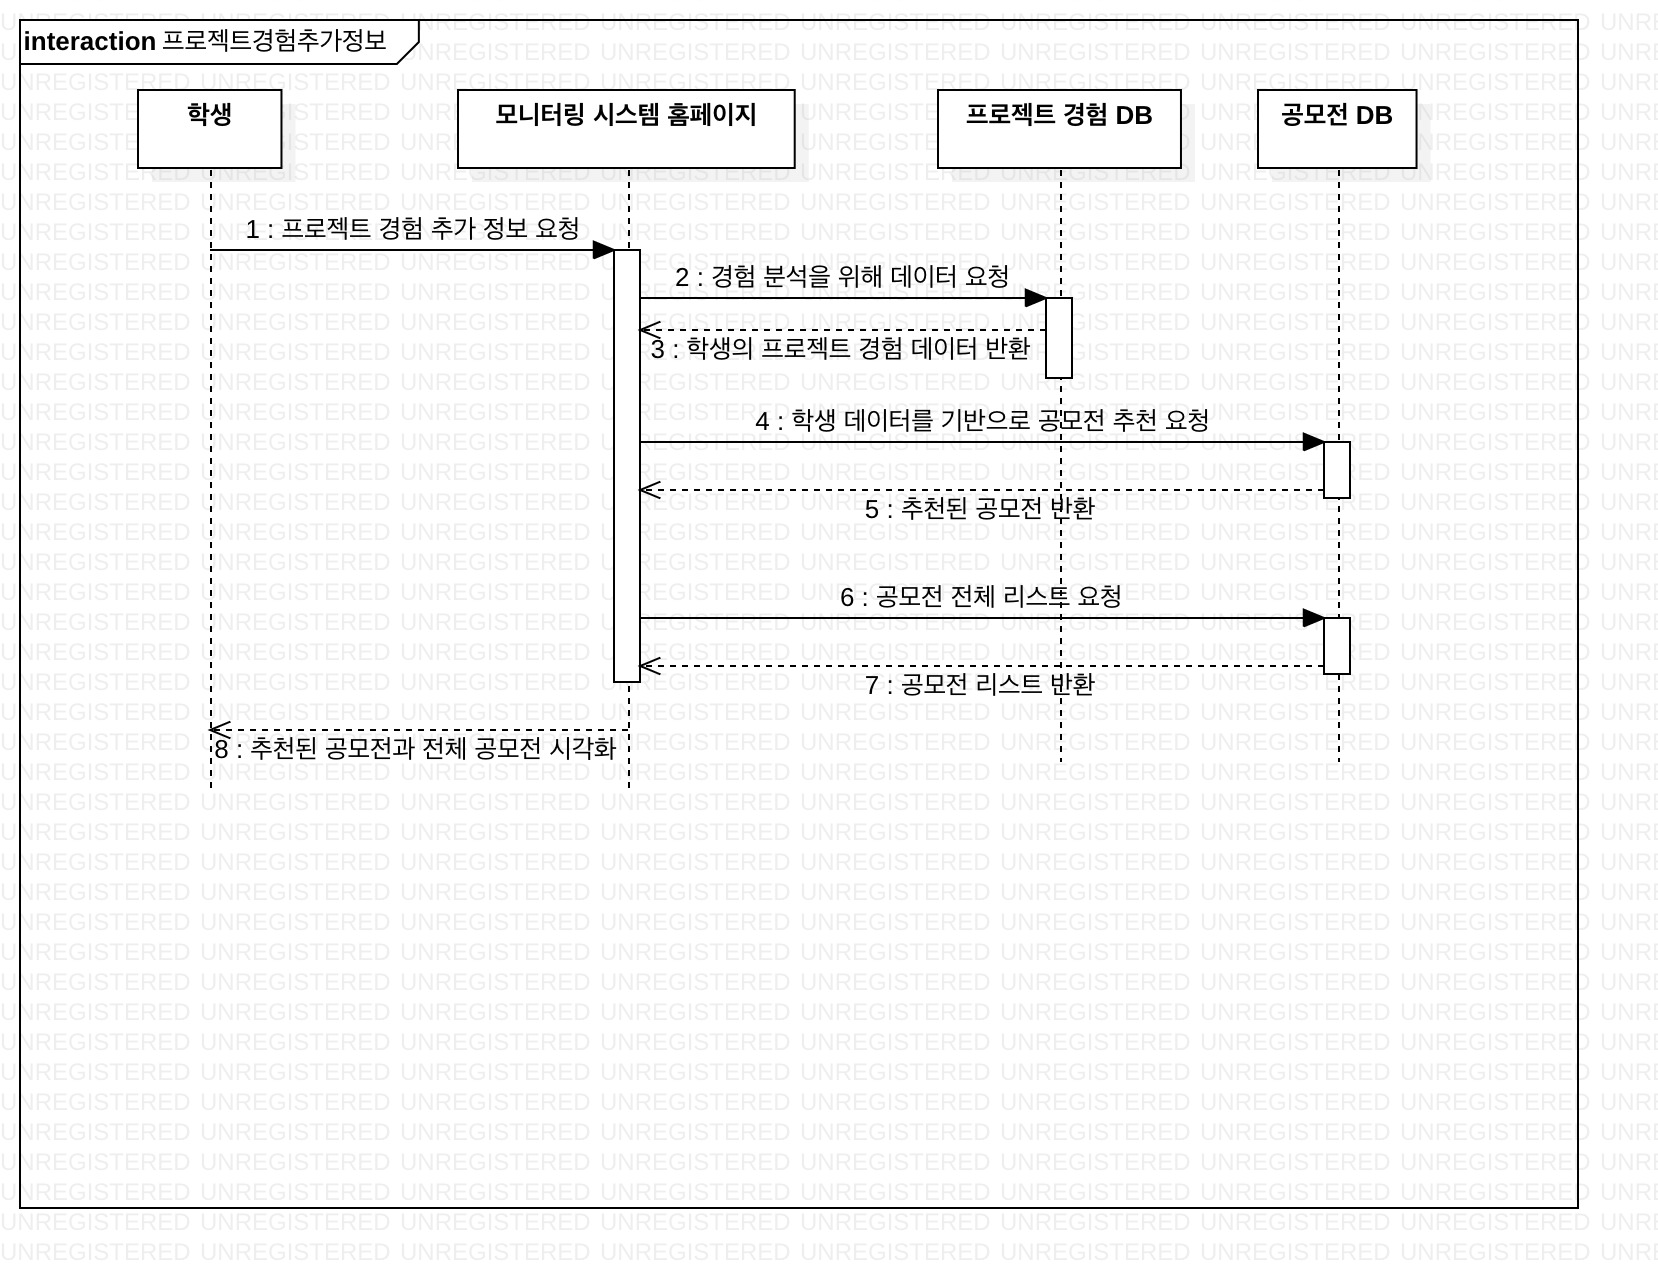 interaction 프로젝트경험추가정보
학생
모니터링 시스템 홈페이지
프로젝트 경험 DB
공모전 DB
1 : 프로젝트 경험 추가 정보 요청
2 : 경험 분석을 위해 데이터 요청
3 : 학생의 프로젝트 경험 데이터 반환
4 : 학생 데이터를 기반으로 공모전 추천 요청
5 : 추천된 공모전 반환
6 : 공모전 전체 리스트 요청
7 : 공모전 리스트 반환
8 : 추천된 공모전과 전체 공모전 시각화
UNREGISTERED